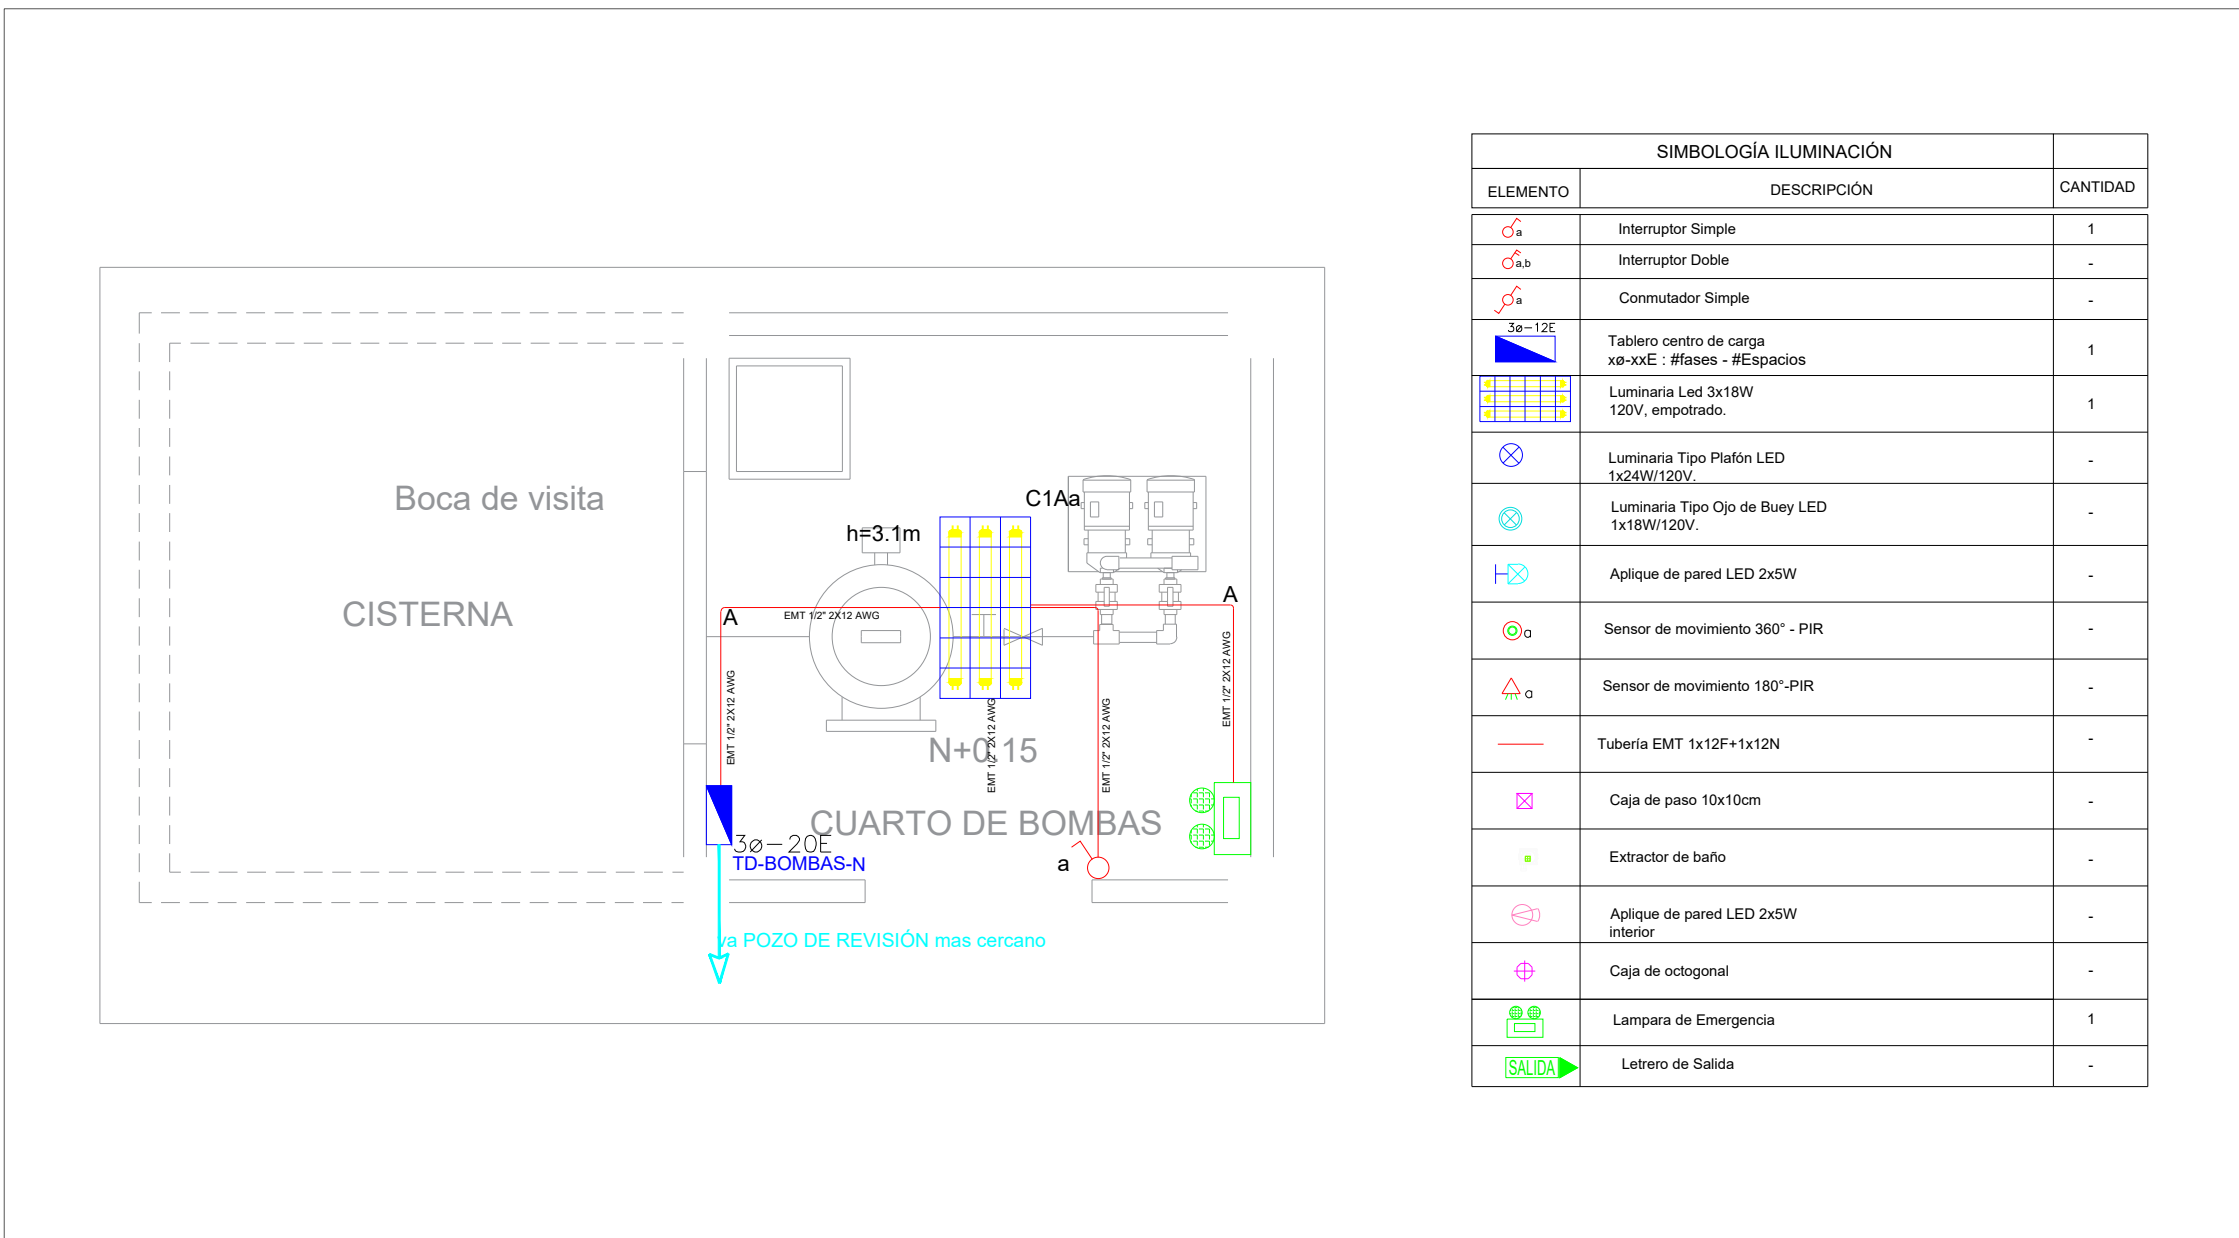 Boca de visita
CISTERNA
h=3.1m
C1Aa
A
EMT 1/2" 2X12 AWG
A
EMT 1/2" 2X12 AWG
EMT 1/2" 2X12 AWG
EMT 1/2" 2X12 AWG
EMT 1/2" 2X12 AWG
N+0.15
CUARTO DE BOMBAS
3ø-20E
TD-BOMBAS-N
a
va POZO DE REVISIÓN mas cercano
SIMBOLOGÍA ILUMINACIÓN
ELEMENTO DESCRIPCIÓN CANTIDAD
a Interruptor Simple 1
a,b Interruptor Doble -
a Conmutador Simple -
3ø-12E
Tablero centro de carga
xø-xxE : #fases - #Espacios 1
Luminaria Led 3x18W
120V, empotrado. 1
Luminaria Tipo Plafón LED
1x24W/120V. -
Luminaria Tipo Ojo de Buey LED
1x18W/120V. -
Aplique de pared LED 2x5W -
a Sensor de movimiento 360° - PIR -
a Sensor de movimiento 180°-PIR -
Tubería EMT 1x12F+1x12N -
Caja de paso 10x10cm -
Extractor de baño -
Aplique de pared LED 2x5W
interior -
Caja de octogonal -
Lampara de Emergencia 1
SALIDA Letrero de Salida -